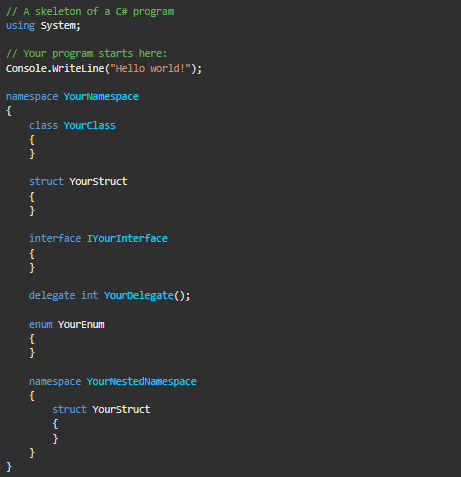 // A skeleton of a C# program
using System;

// Your program starts here:
Console.WriteLine("Hello world!");

namespace YourNamespace
{
    class YourClass
    {
    }

    struct YourStruct
    {
    }

    interface IYourInterface
    {
    }

    delegate int YourDelegate();

    enum YourEnum
    {
    }

    namespace YourNestedNamespace
    {
        struct YourStruct
        {
        }
    }
}